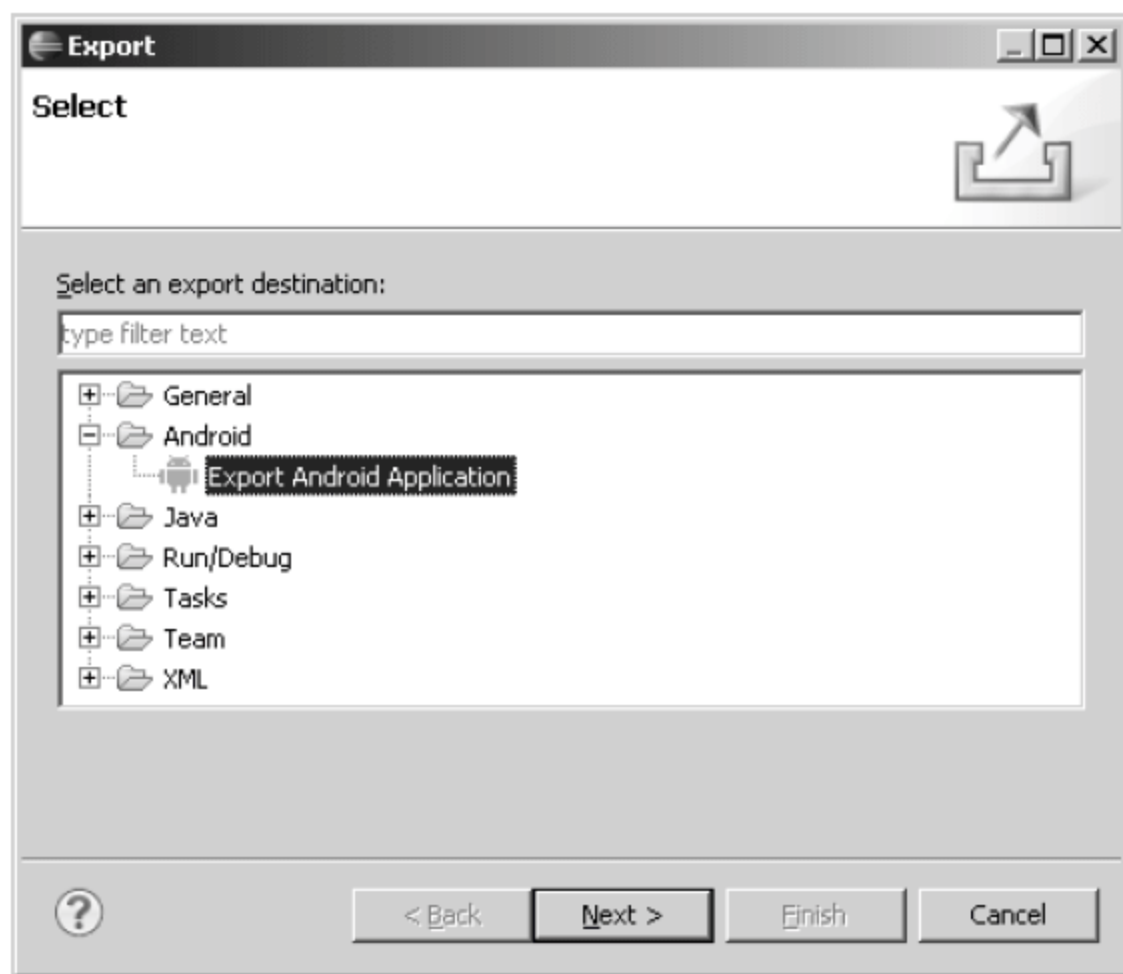 Export
Select
Select an export destination:
type filter text
General
Android
Export Android Application
Java
Run/Debug
Tasks
Team
XML
? < Back Next > Finish Cancel